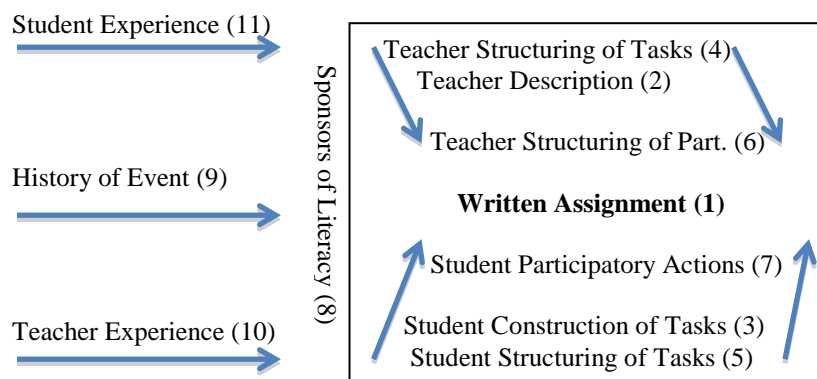 Student Experience (11)
History of Event (9)
Teacher Experience (10)
Sponsors of Literacy (8)
Teacher Structuring of Tasks (4)
Teacher Description (2)
Teacher Structuring of Part. (6)
Written Assignment (1)
Student Participatory Actions (7)
Student Construction of Tasks (3)
Student Structuring of Tasks (5)